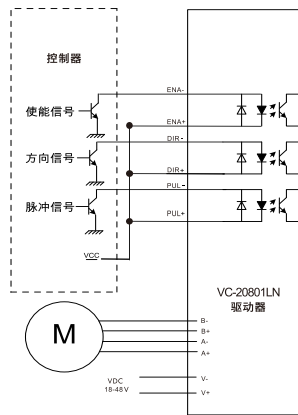 控制器
ENA-
使能信号
ENA+
DIR-
方向信号
DIR+
PUL-
脉冲信号
PUL+
VCC
VC-20801LN
驱动器
M
B-
B+
A-
A+
VDC
18-48V
V-
V+